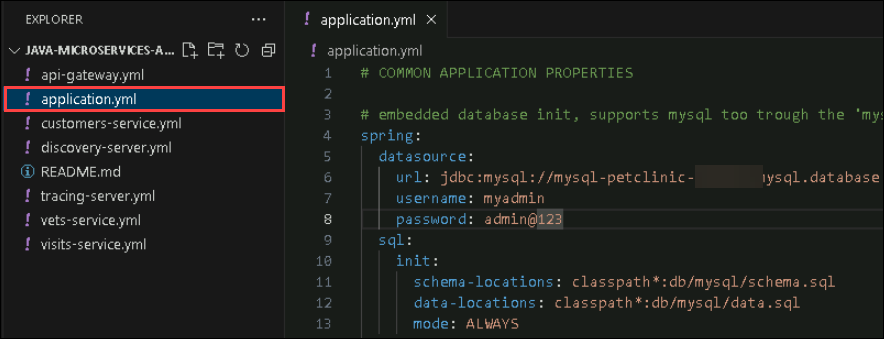 EXPLORER ···
JAVA-MICROSERVICES-A...
! api-gateway.yml
! application.yml
! customers-service.yml
! discovery-server.yml
README.md
! tracing-server.yml
! vets-service.yml
! visits-service.yml
! application.yml ×
! application.yml
1 # COMMON APPLICATION PROPERTIES
2
3 # embedded database init, supports mysql too trough the 'mys
4 spring:
5 datasource:
6 url: jdbc:mysql://mysql-petclinic- ysql.database
7 username: myadmin
8 password: admin@123
9 sql:
10 init:
11 schema-locations: classpath*:db/mysql/schema.sql
12 data-locations: classpath*:db/mysql/data.sql
13 mode: ALWAYS